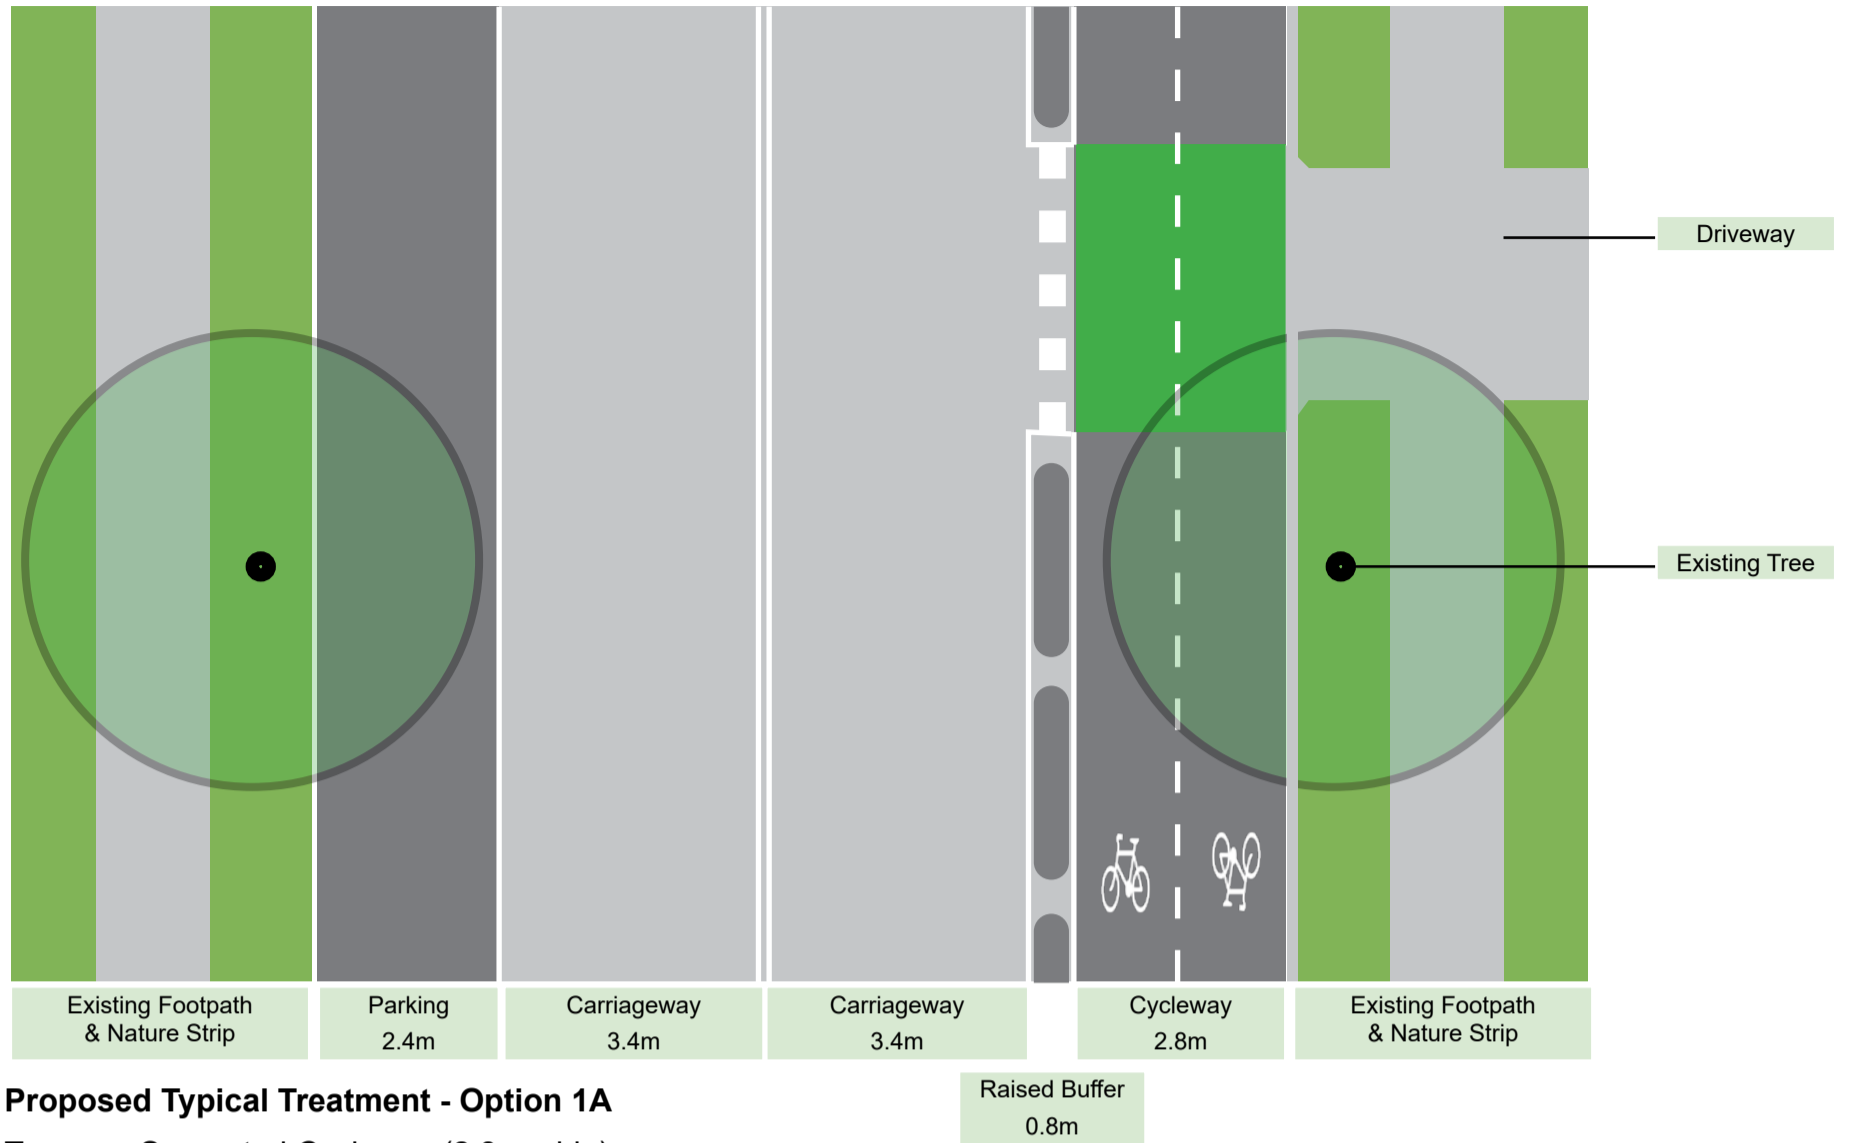 Driveway
Existing Tree
Existing Footpath
& Nature Strip
Parking
2.4m
Carriageway
3.4m
Carriageway
3.4m
Cycleway
2.8m
Existing Footpath
& Nature Strip
Raised Buffer
0.8m
Proposed Typical Treatment - Option 1A